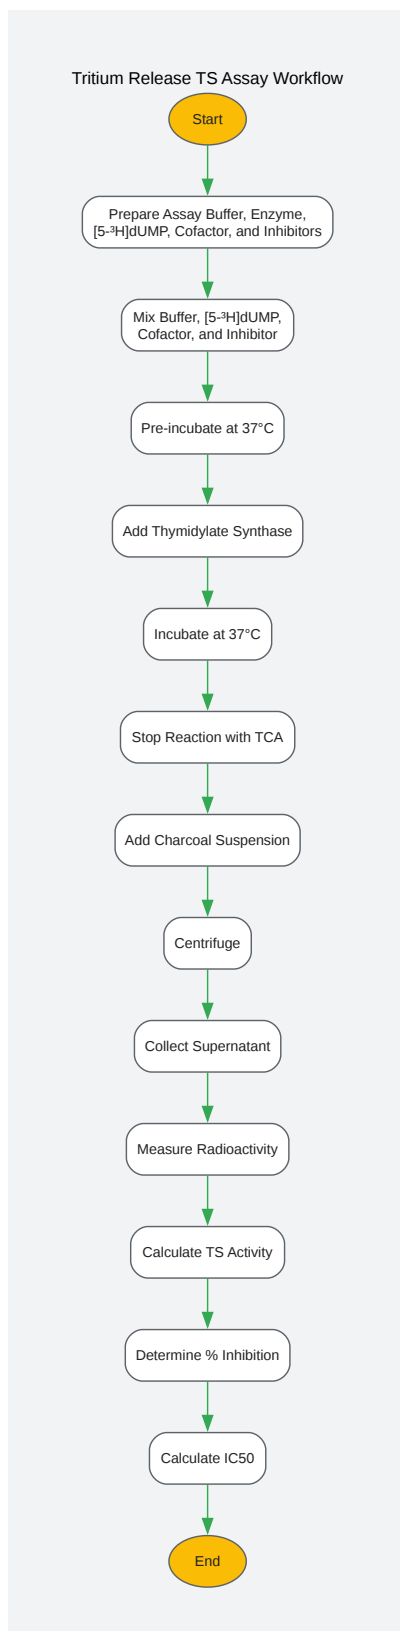 Tritium Release TS Assay Workflow
Start
Prepare Assay Buffer, Enzyme,
[5-³H]dUMP, Cofactor, and Inhibitors
Mix Buffer, [5-³H]dUMP,
Cofactor, and Inhibitor
Pre-incubate at 37°C
Add Thymidylate Synthase
Incubate at 37°C
Stop Reaction with TCA
Add Charcoal Suspension
Centrifuge
Collect Supernatant
Measure Radioactivity
Calculate TS Activity
Determine % Inhibition
Calculate IC50
End